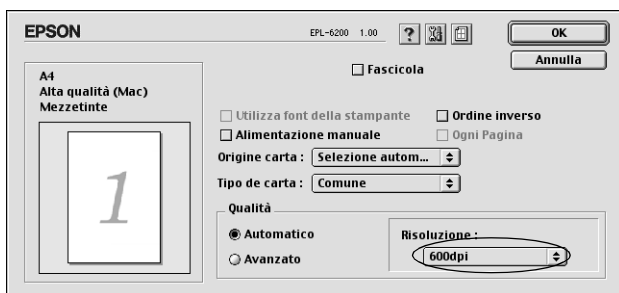 EPSON
EPL-6200 1.00
?
OK
Annulla
A4
Alta qualità (Mac)
Mezzetinte
1
Fascicola
Utilizza font della stampante
Ordine inverso
Alimentazione manuale
Ogni Pagina
Origine carta : Selezione autom...
Tipo de carta : Comune
Qualità
Automatico
Avanzato
Risoluzione :
600dpi